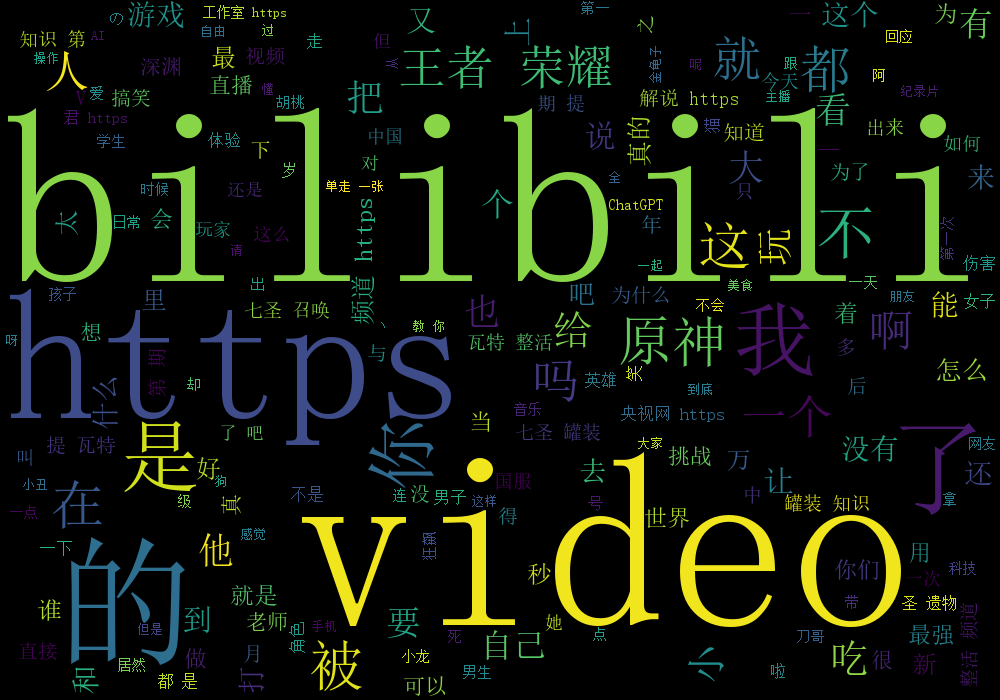 の 游戏 工作室 https 又 上 第一 之 一 这个 为 有
知识 第 AI 自由 过 走 但 回应
操作 人 深渊 最 视频 从 王者 荣耀 金龟子 呃 就 跟 都 阿
爱 搞笑 直播 懂 胡桃 把 期 提 解说 https 今天 主播 看 纪录片
君 https 中国 说 真的 猫 知道 出来
学生 体验 下 对 大 如何
bilibili
时候 还是 岁 单走 一张 全 只 为了 来
太 日常 会 玩家 这么 请 频道 https 个 ChatGPT 年 这 玩 不 第一次
出 一起 美食 一天 伤害
孩子 里 七圣 召唤 、 教 你 也 吧 为什么 不会 着 朋友 能 女子
https
呀 想 第 期 与 瓦特 整活 给 原神 我 啊 多
什么 却 吗 英雄 笑 到底 后 怎么
音乐 央视网 https 一个
提 瓦特 是 了 吧 你 当 七圣 罐装 大家 挑战 没有 了 网友
叫 好 狗 国服 去 万 让 还
小丑 在 级 真 不是 连 没 男子 这样 号 中 罐装 知识 拿
一点 得 世界
video
一下 的 他 感觉 狂飙 秒 你们 用 一次 科技
谁 就是 带 圣 遗物
到 但是 老师 角色 手机 要 死 她 点 刀哥 最强 整活 频道
直接 和 居然 做 月 打 被 小龙 自己 小 吃 很 新
都 是 可以 男生 啦